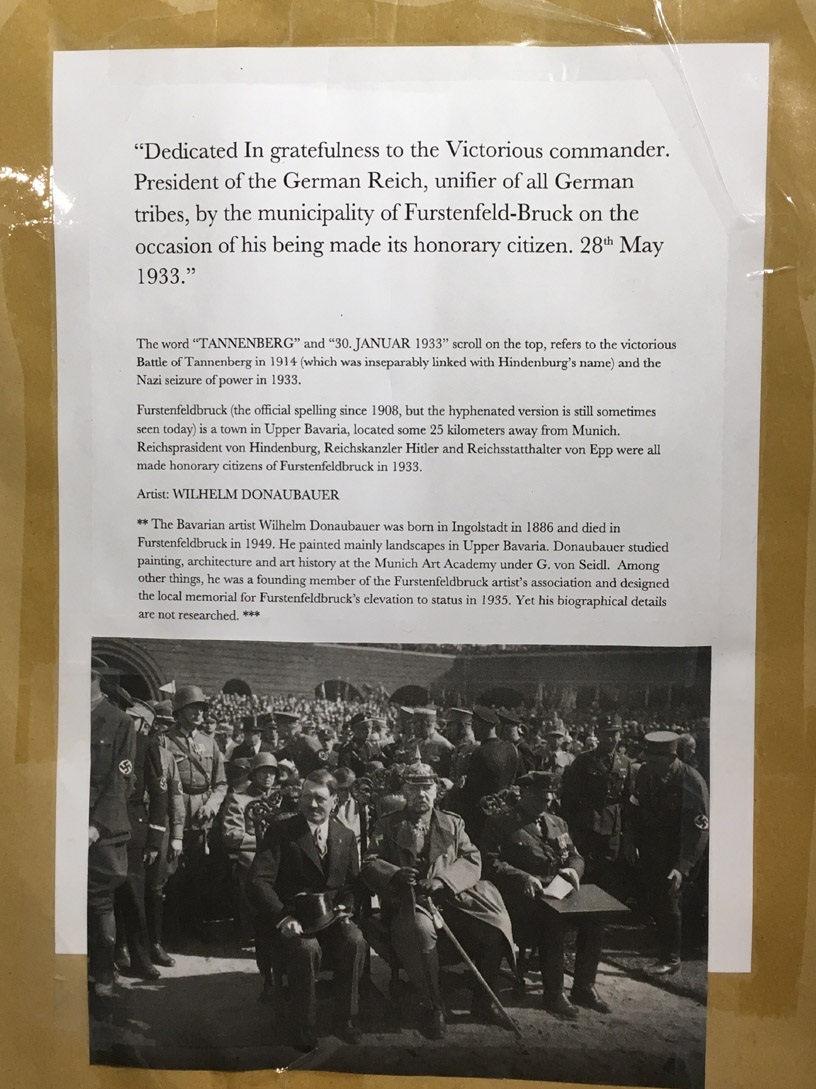 “Dedicated In gratefulness to the Victorious commander.
President of the German Reich, unifier of all German
tribes, by the municipality of Furstenfeld-Bruck on the
occasion of his being made its honorary citizen. 28th May
1933.”
The word “TANNENBERG” and “30. JANUAR 1933” scroll on the top, refers to the victorious
Battle of Tannenberg in 1914 (which was inseparably linked with Hindenburg’s name) and the
Nazi seizure of power in 1933.
Furstenfeldbruck (the official spelling since 1908, but the hyphenated version is still sometimes
seen today) is a town in Upper Bavaria, located some 25 kilometers away from Munich.
Reichsprasident von Hindenburg, Reichskanzler Hitler and Reichsstatthalter von Epp were all
made honorary citizens of Furstenfeldbruck in 1933.
Artist: WILHELM DONAUBAUER
** The Bavarian artist Wilhelm Donaubauer was born in Ingolstadt in 1886 and died in
Furstenfeldbruck in 1949. He painted mainly landscapes in Upper Bavaria. Donaubauer studied
painting, architecture and art history at the Munich Art Academy under G. von Seidl. Among
other things, he was a founding member of the Furstenfeldbruck artist’s association and designed
the local memorial for Furstenfeldbruck’s elevation to status in 1935. Yet his biographical details
are not researched. ***